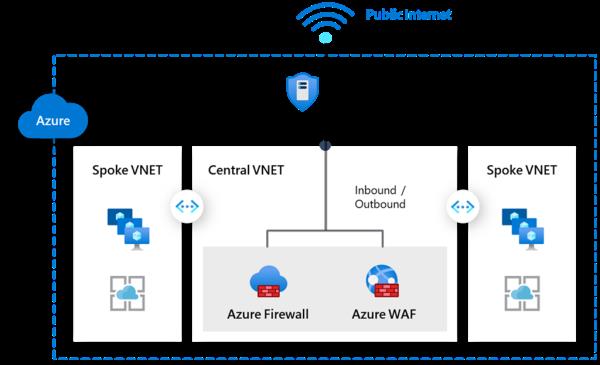 Public Internet
Azure
Spoke VNET
Central VNET
Spoke VNET
Inbound /
Outbound
Azure Firewall
Azure WAF